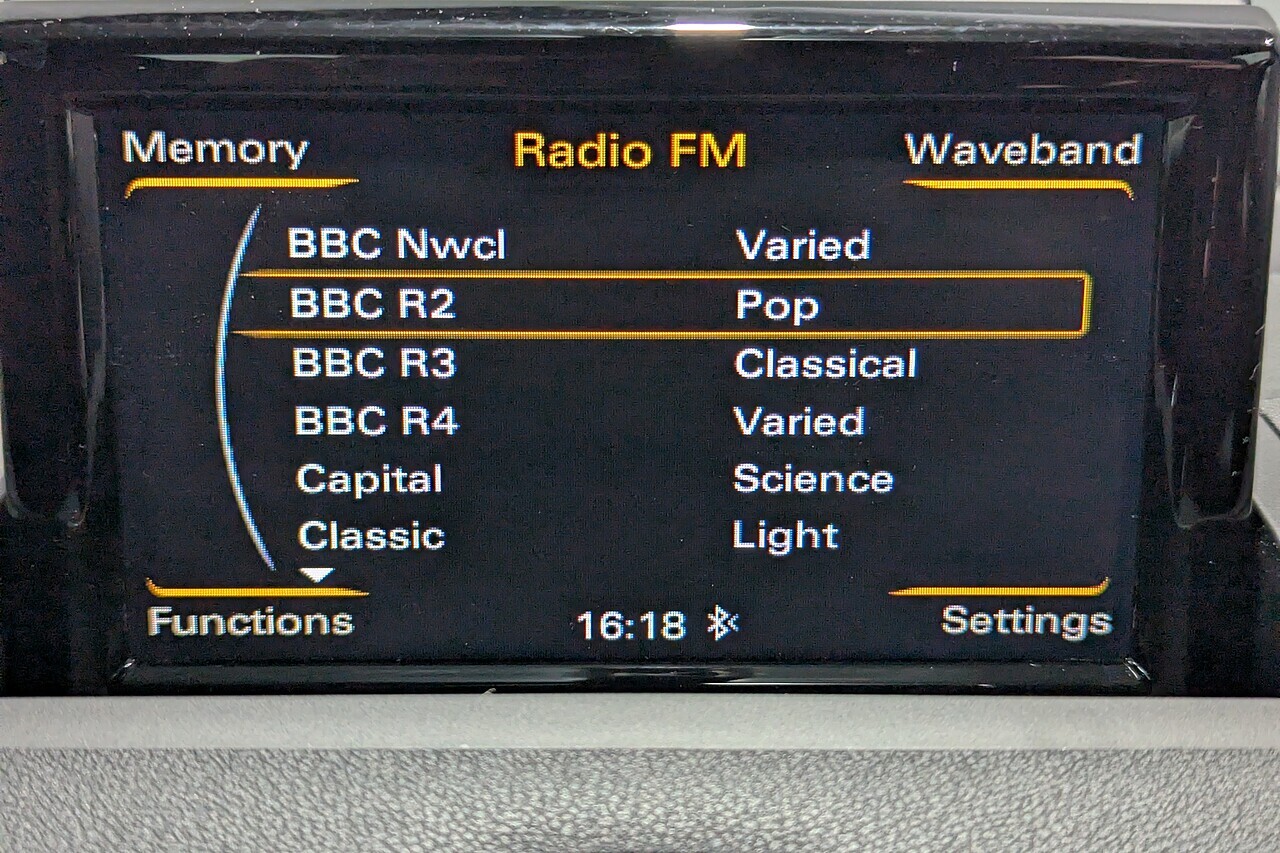 Memory Radio FM Waveband
BBC Nwcl Varied
BBC R2 Pop
BBC R3 Classical
BBC R4 Varied
Capital Science
Classic Light
Functions 16:18 Settings